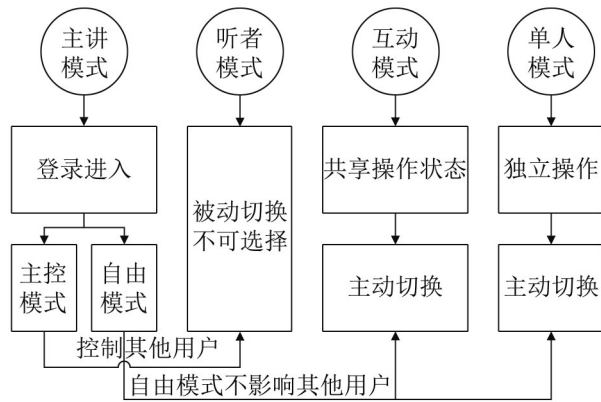 主讲
模式
听者
模式
互动
模式
单人
模式
登录进入
被动切换
不可选择
共享操作状态
独立操作
主控
模式
自由
模式
主动切换
主动切换
控制其他用户
自由模式不影响其他用户